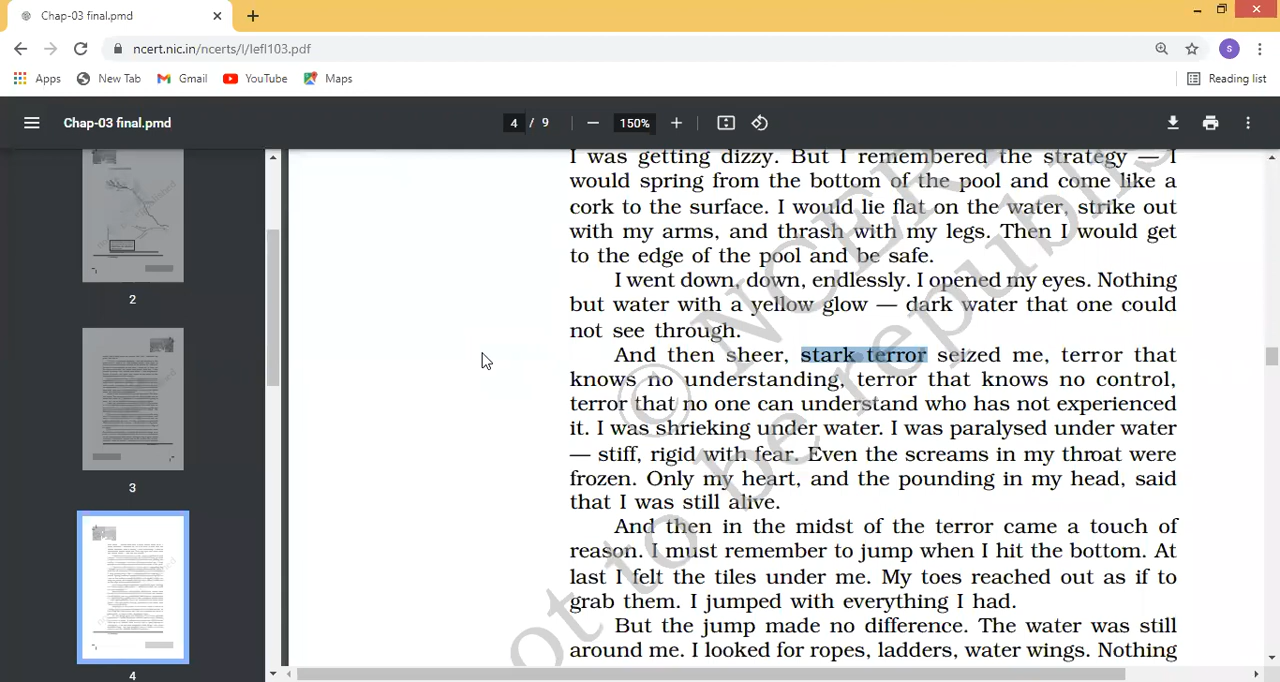 Chap-03 final.pmd
ncert.nic.in/ncerts/l/lefl103.pdf
S
Apps New Tab Gmail YouTube Maps Reading list
Chap-03 final.pmd 4 / 9 150%
2
3
4
I was getting dizzy. But I remembered the strategy — I
would spring from the bottom of the pool and come like a
cork to the surface. I would lie flat on the water, strike out
with my arms, and thrash with my legs. Then I would get
to the edge of the pool and be safe.
I went down, down, endlessly. I opened my eyes. Nothing
but water with a yellow glow — dark water that one could
not see through.
And then sheer, stark terror seized me, terror that
knows no understanding, terror that knows no control,
terror that no one can understand who has not experienced
it. I was shrieking under water. I was paralysed under water
— stiff, rigid with fear. Even the screams in my throat were
frozen. Only my heart, and the pounding in my head, said
that I was still alive.
And then in the midst of the terror came a touch of
reason. I must remember to jump when I hit the bottom. At
last I felt the tiles under me. My toes reached out as if to
grab them. I jumped with everything I had.
But the jump made no difference. The water was still
around me. I looked for ropes, ladders, water wings. Nothing
© NCER
not to be republis